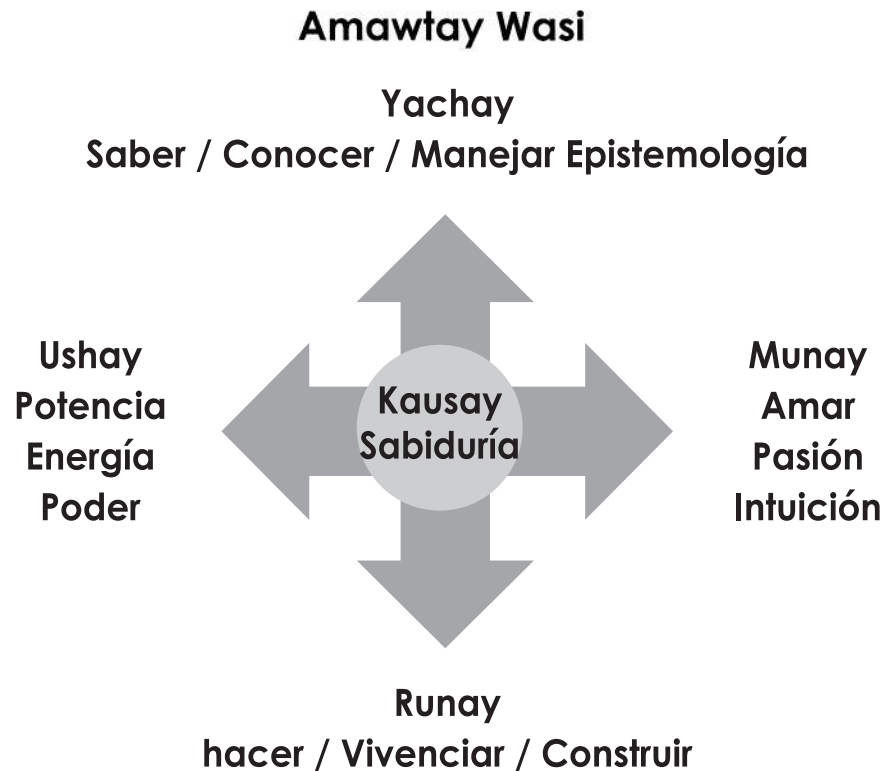 Amawtay Wasi
Yachay
Saber / Conocer / Manejar Epistemología
Ushay
Potencia
Energía
Poder
Kausay
Sabiduría
Munay
Amar
Pasión
Intuición
Runay
hacer / Vivenciar / Construir